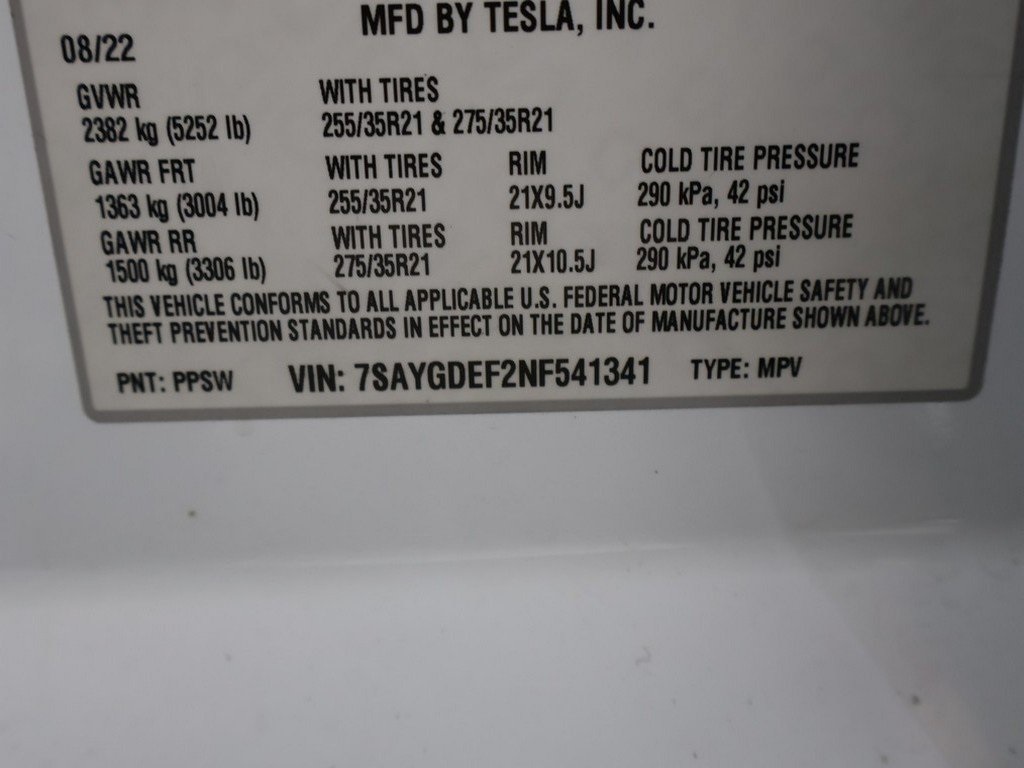 MFD BY TESLA, INC.
08/22
GVWR WITH TIRES
2382 kg (5252 lb) 255/35R21 & 275/35R21
GAWR FRT WITH TIRES RIM COLD TIRE PRESSURE
1363 kg (3004 lb) 255/35R21 21X9.5J 290 kPa, 42 psi
GAWR RR WITH TIRES RIM COLD TIRE PRESSURE
1500 kg (3306 lb) 275/35R21 21X10.5J 290 kPa, 42 psi
THIS VEHICLE CONFORMS TO ALL APPLICABLE U.S. FEDERAL MOTOR VEHICLE SAFETY AND
THEFT PREVENTION STANDARDS IN EFFECT ON THE DATE OF MANUFACTURE SHOWN ABOVE.
PNT: PPSW VIN: 7SAYGDEF2NF541341 TYPE: MPV